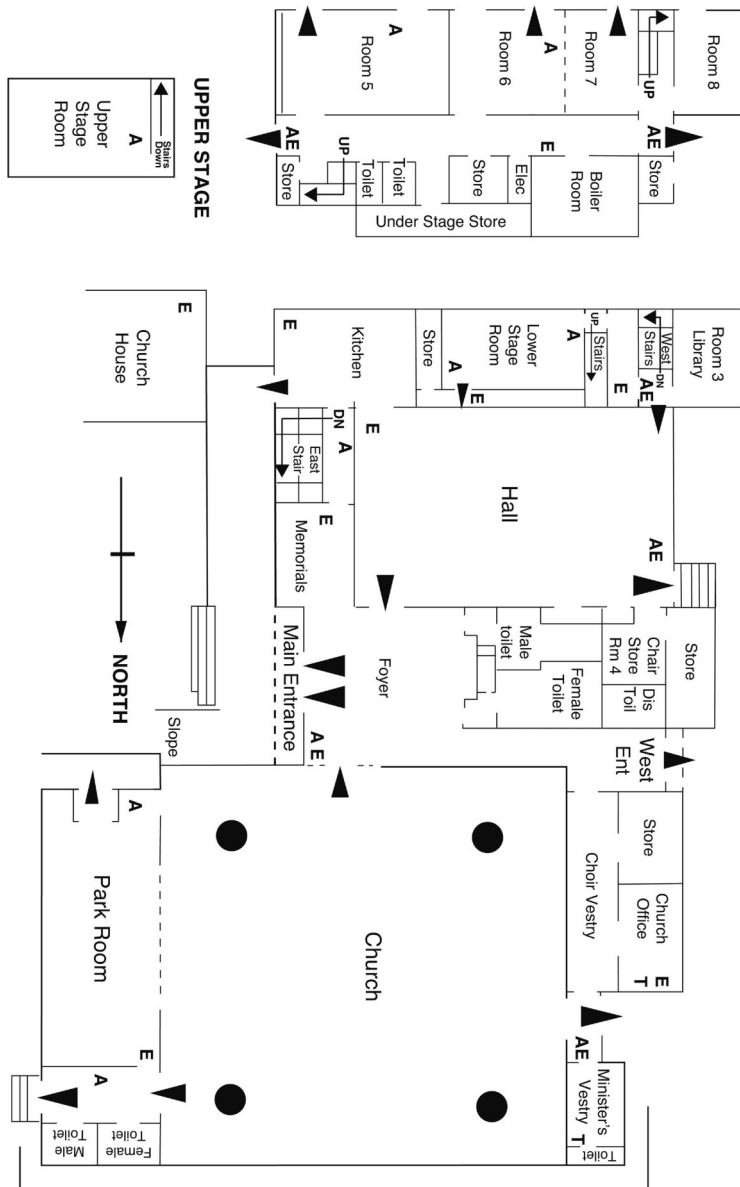 UPPER STAGE
Upper
Stage
Room
A
Stairs
Down
Room 5
A
Room 6
A
Room 7
UP
Room 8
AE
E
AE
Store
UP
Toilet
Toilet
Store
Elec
Boiler
Room
Store
Under Stage Store
E
Church
House
E
Kitchen
Store
Lower
Stage
Room
A
A
E
UP
Stairs
E
West
Stairs
DN
AE
Room 3
Library
DN
A
East
Stair
E
E
Memorials
Hall
AE
NORTH
Slope
Main Entrance
Foyer
A E
Male
toilet
Female
Toilet
Chair
Store
Rm 4
Dis
Toil
Store
West
Ent
A
Park Room
E
A
Male
Toilet
Female
Toilet
Church
Choir Vestry
Store
Church
Office
E
T
AE
Minister's
Vestry
T
Toilet